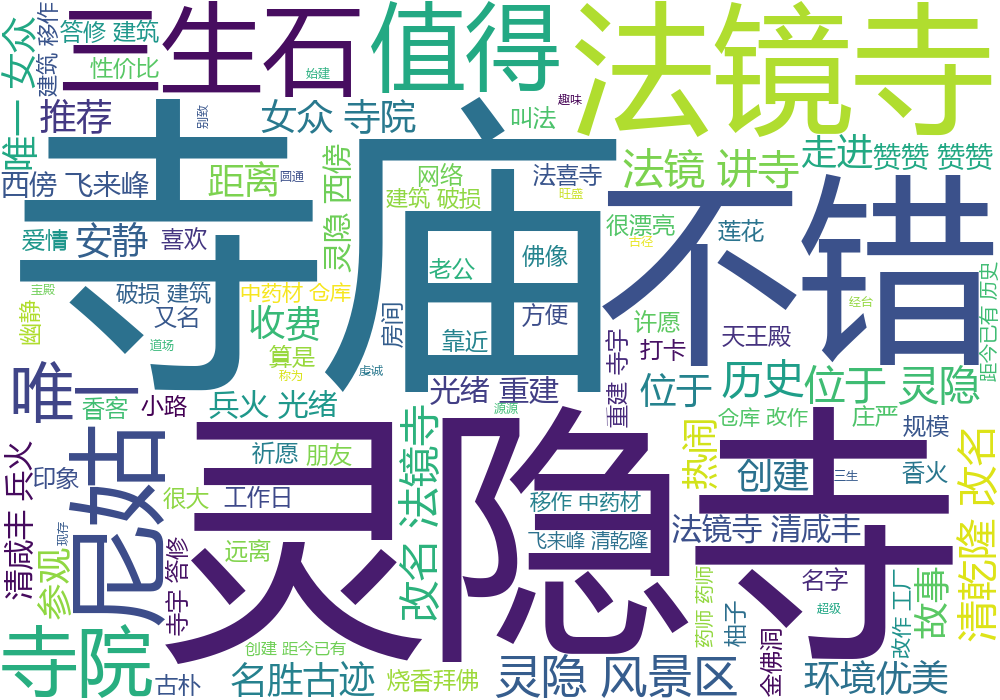 女众
唯一
移作
建筑
答修 建筑
三生石
性价比
始建
值得
法镜寺
趣味
别致
推荐
女众 寺院
叫法
寺庙
不错
西傍 飞来峰
距离
圆通
灵隐 西傍
网络
建筑 破损
法喜寺
旺盛
法镜 讲寺
走进
赞赞 赞赞
很漂亮
古径
莲花
爱情
安静
喜欢
老公
佛像
宝殿
破损 建筑
中药材 仓库
幽静
又名
收费
房间
靠近
方便
许愿
打卡
天王殿
经台
距今已有 历史
道场
算是
称为
虔诚
重建 寺宇
唯一
香客
小路
兵火 光绪
光绪 重建
源源
位于
历史
位于 灵隐
仓库 改作
庄严
规模
尼姑
灵隐寺
清咸丰 兵火
印象
祈愿
朋友
改名 法镜寺
热闹
创建
三生
香火
清乾隆 改名
很大
工作日
移作 中药材
法镜寺 清咸丰
现存
参观
寺宇 答修
远离
飞来峰 清乾隆
药师 药师
柚子
名字
超级
改作 工厂
故事
寺院
古朴
创建 距今已有
名胜古迹
烧香拜佛
灵隐 风景区
金佛洞
环境优美